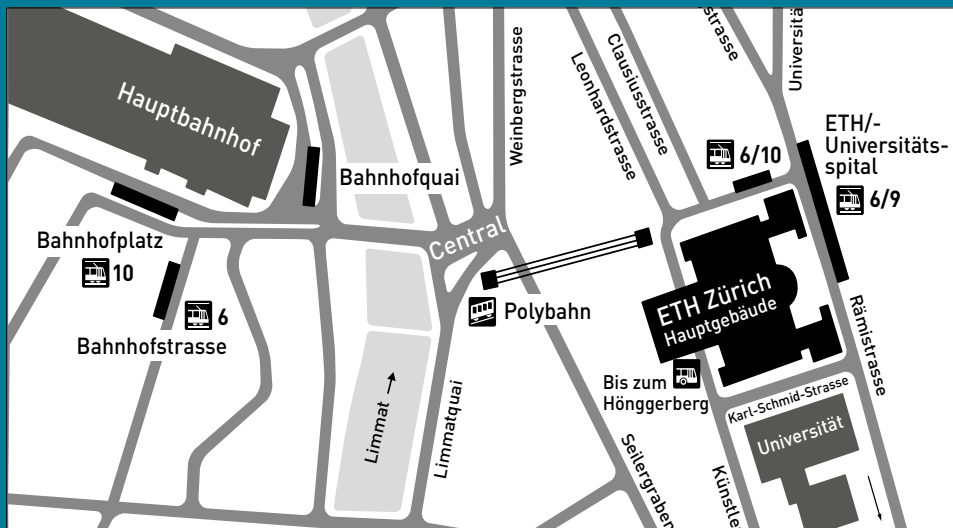 Hauptbahnhof
Bahnhofquai
Bahnhofplatz
10
6
Bahnhofstrasse
Central
Weinbergstrasse
Leonhardstrasse
Clausiusstrasse
strasse
Universitä
6/10
ETH/-
Universitäts-
spital
6/9
Polybahn
ETH Zürich
Hauptgebäude
Rämistrasse
Bis zum
Hönggerberg
Karl-Schmid-Strasse
Universität
Limmat
Limmatquai
Seilergraben
Künstle